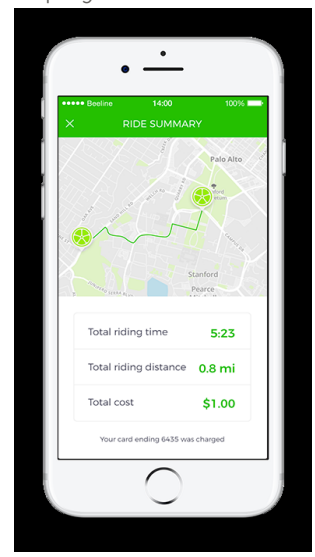 Beeline 14:00 100%
RIDE SUMMARY
Palo Alto
Stanford
Pearce
Total riding time 5:23
Total riding distance 0.8 mi
Total cost $1.00
Your card ending 6435 was charged